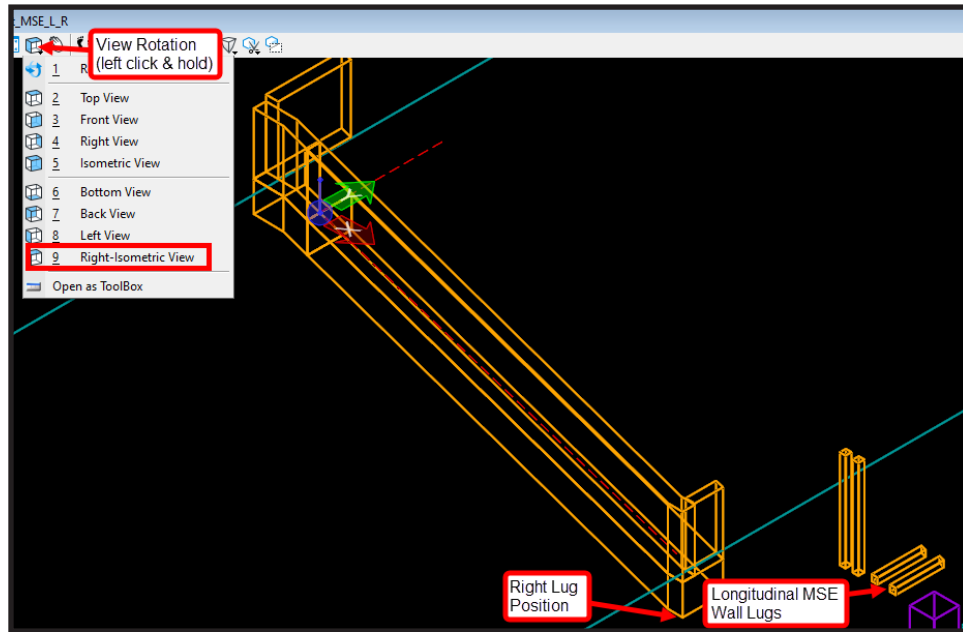 _MSE_L_R
View Rotation
(left click & hold)
1 R
2 Top View
3 Front View
4 Right View
5 Isometric View
6 Bottom View
7 Back View
8 Left View
9 Right-Isometric View
Open as ToolBox
Right Lug
Position
Longitudinal MSE
Wall Lugs